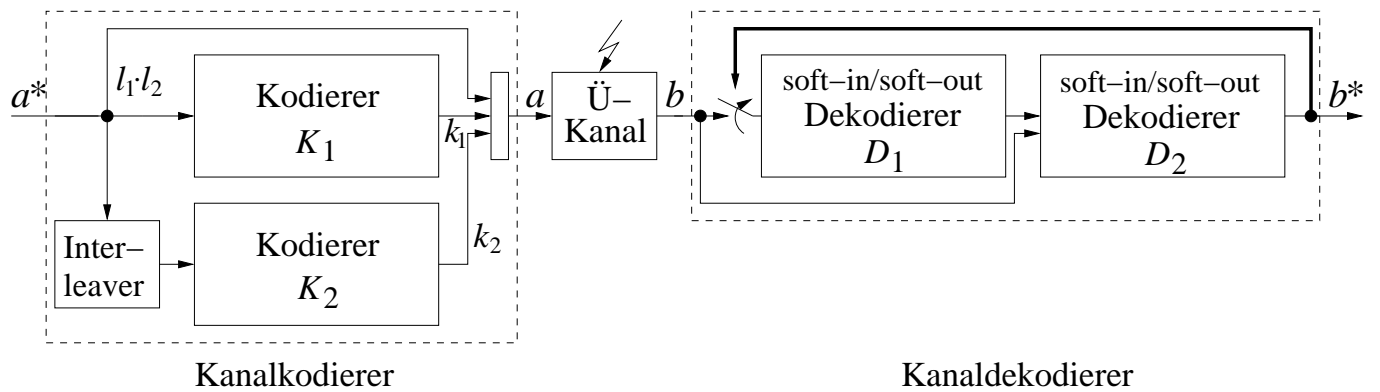 a*
l₁·l₂
Kodierer
K₁
k₁
Inter–
leaver
Kodierer
K₂
k₂
a
Ü–
Kanal
b
soft–in/soft–out
Dekodierer
D₁
soft–in/soft–out
Dekodierer
D₂
b*
Kanalkodierer
Kanaldekodierer